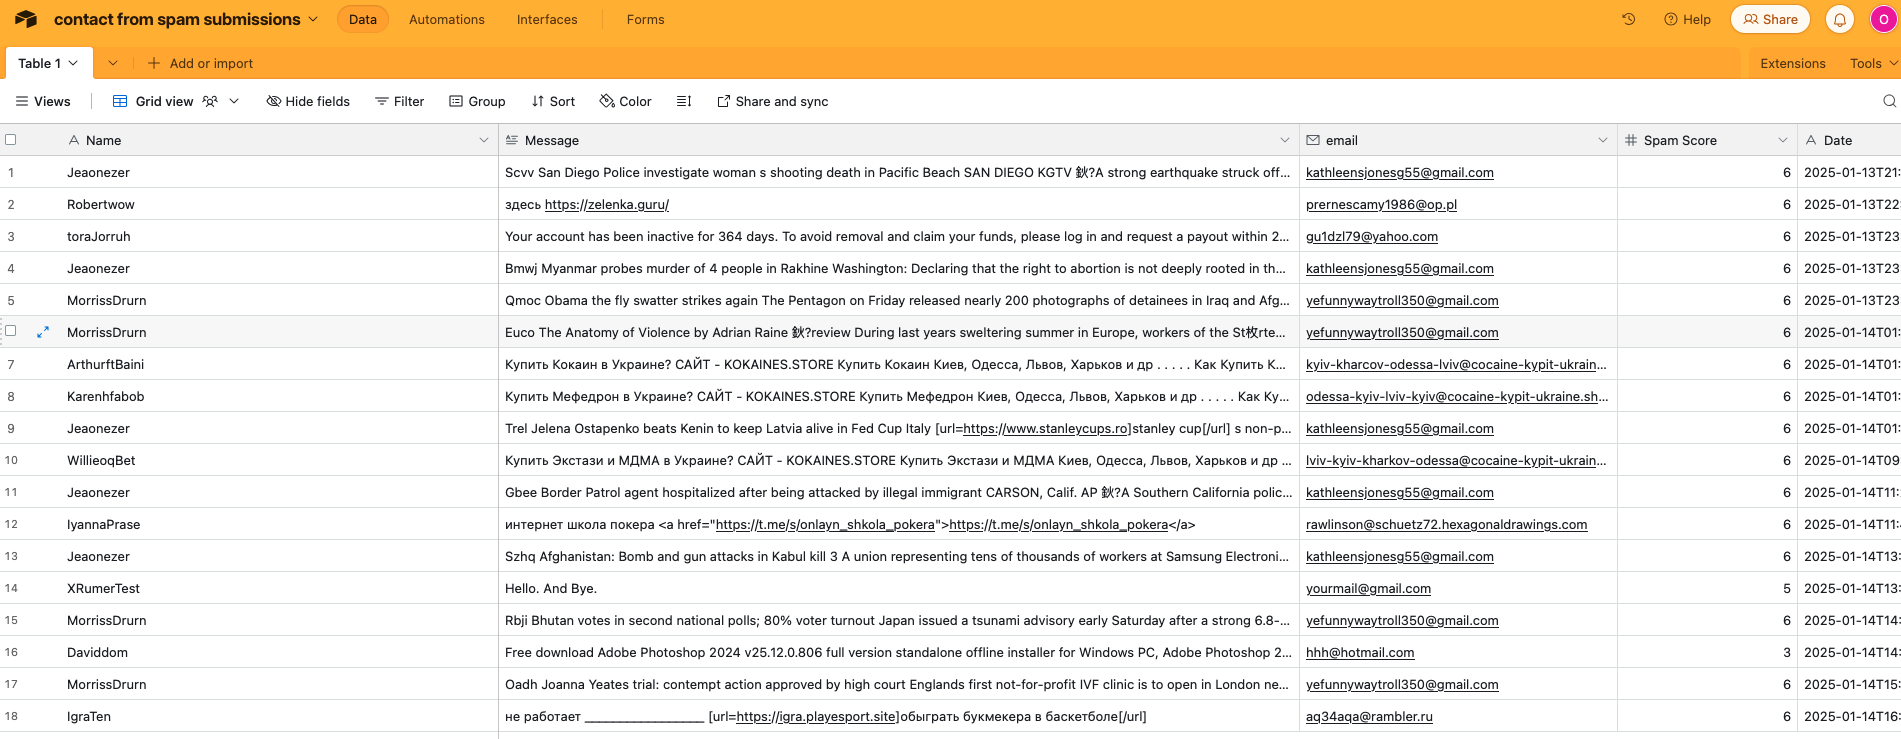 contact from spam submissions Data Automations Interfaces Forms Help Share O
Table 1 Add or import Extensions Tools
Views Grid view Hide fields Filter Group Sort Color Share and sync
Name Message email Spam Score Date
1 Jeaonezer Scvv San Diego Police investigate woman s shooting death in Pacific Beach SAN DIEGO KGTV 鈥?A strong earthquake struck off... kathleensjonesg55@gmail.com 6 2025-01-13T21:
2 Robertwow здесь https://zelenka.guru/ prernescamy1986@op.pl 6 2025-01-13T22:
3 toraJorruh Your account has been inactive for 364 days. To avoid removal and claim your funds, please log in and request a payout within 2... gu1dzl79@yahoo.com 6 2025-01-13T23
4 Jeaonezer Bmwj Myanmar probes murder of 4 people in Rakhine Washington: Declaring that the right to abortion is not deeply rooted in th... kathleensjonesg55@gmail.com 6 2025-01-13T23
5 MorrissDrurn Qmoc Obama the fly swatter strikes again The Pentagon on Friday released nearly 200 photographs of detainees in Iraq and Afg... yefunnywaytroll350@gmail.com 6 2025-01-13T23
MorrissDrurn Euco The Anatomy of Violence by Adrian Raine 鈥?review During last years sweltering summer in Europe, workers of the St枚rte... yefunnywaytroll350@gmail.com 6 2025-01-14T01:
7 ArthurftBaini Купить Кокаин в Украине? САЙТ - KOKAINES.STORE Купить Кокаин Киев, Одесса, Львов, Харьков и др . . . . . Как Купить К... kyiv-kharcov-odessa-lviv@cocaine-kypit-ukrain... 6 2025-01-14T01:
8 Karenhfabob Купить Мефедрон в Украине? САЙТ - KOKAINES.STORE Купить Мефедрон Киев, Одесса, Львов, Харьков и др . . . . . Как Ку... odessa-kyiv-lviv-kyiv@cocaine-kypit-ukraine.sh... 6 2025-01-14T01:
9 Jeaonezer Trel Jelena Ostapenko beats Kenin to keep Latvia alive in Fed Cup Italy [url=https://www.stanleycups.ro]stanley cup[/url] s non-p... kathleensjonesg55@gmail.com 6 2025-01-14T01:
10 WillieoqBet Купить Экстази и МДМА в Украине? САЙТ - KOKAINES.STORE Купить Экстази и МДМА Киев, Одесса, Львов, Харьков и др ... lviv-kyiv-kharkov-odessa@cocaine-kypit-ukrain... 6 2025-01-14T09
11 Jeaonezer Gbee Border Patrol agent hospitalized after being attacked by illegal immigrant CARSON, Calif. AP 鈥?A Southern California polic... kathleensjonesg55@gmail.com 6 2025-01-14T11:
12 IyannaPrase интернет школа покера <a href="https://t.me/s/onlayn_shkola_pokera">https://t.me/s/onlayn_shkola_pokera</a> rawlinson@schuetz72.hexagonaldrawings.com 6 2025-01-14T11:
13 Jeaonezer Szhq Afghanistan: Bomb and gun attacks in Kabul kill 3 A union representing tens of thousands of workers at Samsung Electroni... kathleensjonesg55@gmail.com 6 2025-01-14T13:
14 XRumerTest Hello. And Bye. yourmail@gmail.com 5 2025-01-14T13:
15 MorrissDrurn Rbji Bhutan votes in second national polls; 80% voter turnout Japan issued a tsunami advisory early Saturday after a strong 6.8-... yefunnywaytroll350@gmail.com 6 2025-01-14T14:
16 Daviddom Free download Adobe Photoshop 2024 v25.12.0.806 full version standalone offline installer for Windows PC, Adobe Photoshop 2... hhh@hotmail.com 3 2025-01-14T14:
17 MorrissDrurn Oadh Joanna Yeates trial: contempt action approved by high court Englands first not-for-profit IVF clinic is to open in London ne... yefunnywaytroll350@gmail.com 6 2025-01-14T15:
18 IgraTen не работает _________________ [url=https://igra.playesport.site]обыграть букмекера в баскетболе[/url] aq34aqa@rambler.ru 6 2025-01-14T16: